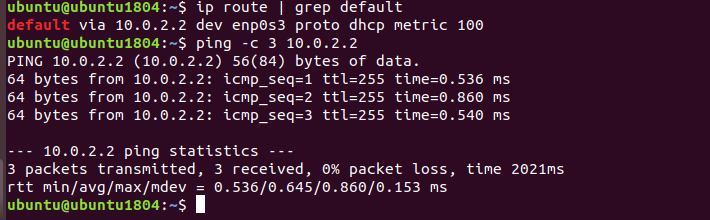 ubuntu@ubuntu1804:~$ ip route | grep default
default via 10.0.2.2 dev enp0s3 proto dhcp metric 100
ubuntu@ubuntu1804:~$ ping -c 3 10.0.2.2
PING 10.0.2.2 (10.0.2.2) 56(84) bytes of data.
64 bytes from 10.0.2.2: icmp_seq=1 ttl=255 time=0.536 ms
64 bytes from 10.0.2.2: icmp_seq=2 ttl=255 time=0.860 ms
64 bytes from 10.0.2.2: icmp_seq=3 ttl=255 time=0.540 ms

--- 10.0.2.2 ping statistics ---
3 packets transmitted, 3 received, 0% packet loss, time 2021ms
rtt min/avg/max/mdev = 0.536/0.645/0.860/0.153 ms
ubuntu@ubuntu1804:~$